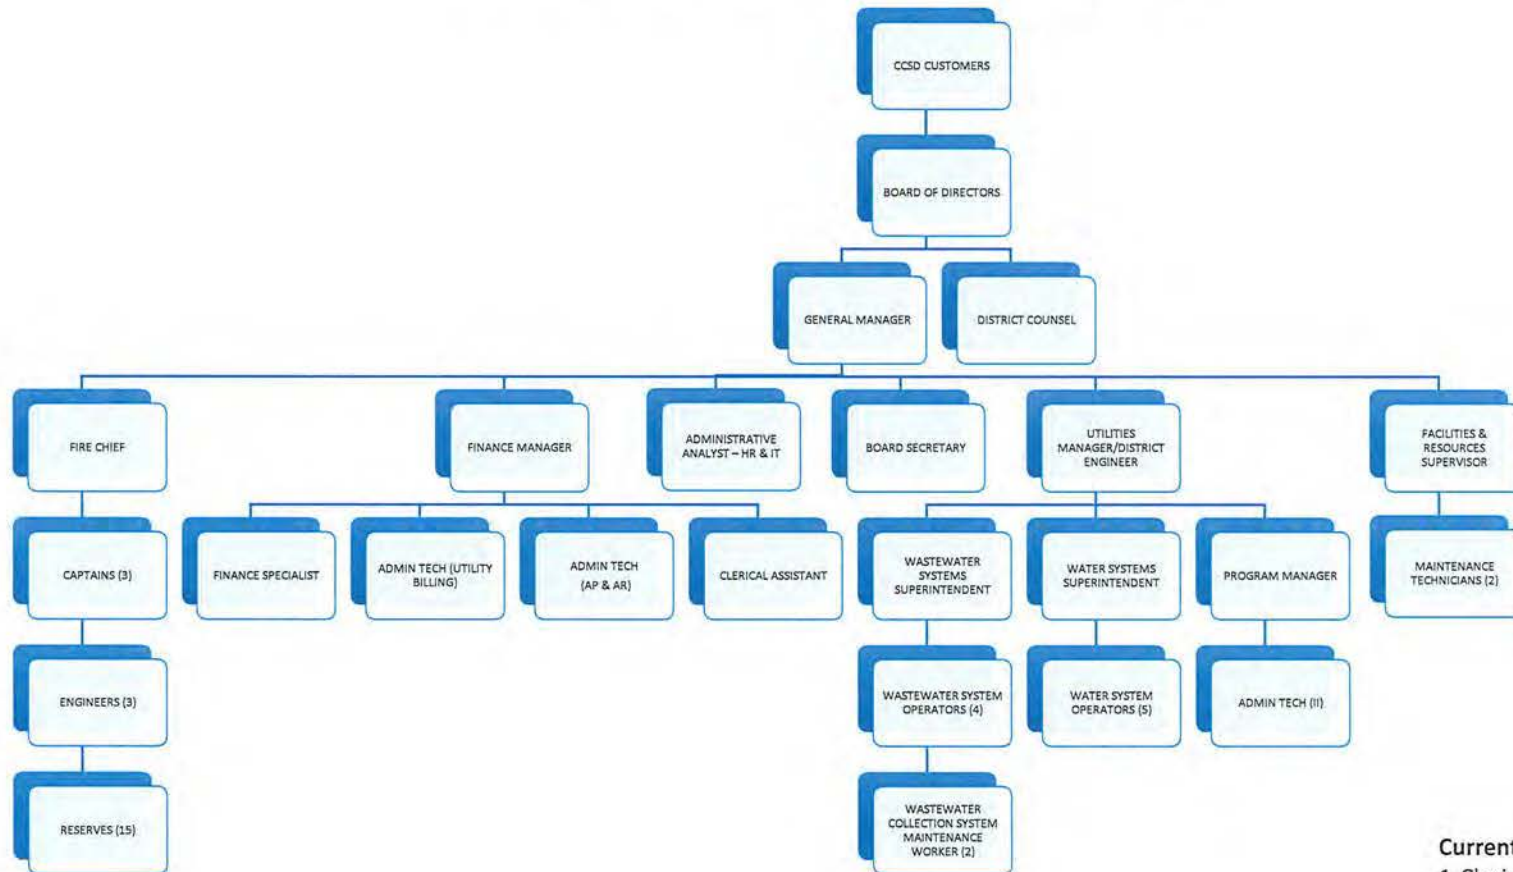 CCSD CUSTOMERS
BOARD OF DIRECTORS
GENERAL MANAGER
DISTRICT COUNSEL
FIRE CHIEF
FINANCE MANAGER
ADMINISTRATIVE
ANALYST – HR & IT
BOARD SECRETARY
UTILITIES
MANAGER/DISTRICT
ENGINEER
FACILITIES &
RESOURCES
SUPERVISOR
CAPTAINS (3)
FINANCE SPECIALIST
ADMIN TECH (UTILITY
BILLING)
ADMIN TECH
(AP & AR)
CLERICAL ASSISTANT
WASTEWATER
SYSTEMS
SUPERINTENDENT
WATER SYSTEMS
SUPERINTENDENT
PROGRAM MANAGER
MAINTENANCE
TECHNICIANS (2)
ENGINEERS (3)
WASTEWATER SYSTEM
OPERATORS (4)
WATER SYSTEM
OPERATORS (5)
ADMIN TECH (II)
RESERVES (15)
WASTEWATER
COLLECTION SYSTEM
MAINTENANCE
WORKER (2)
Current